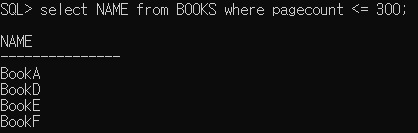 SQL> select NAME from BOOKS where pagecount <= 300;
NAME
---------------
BookA
BookD
BookE
BookF